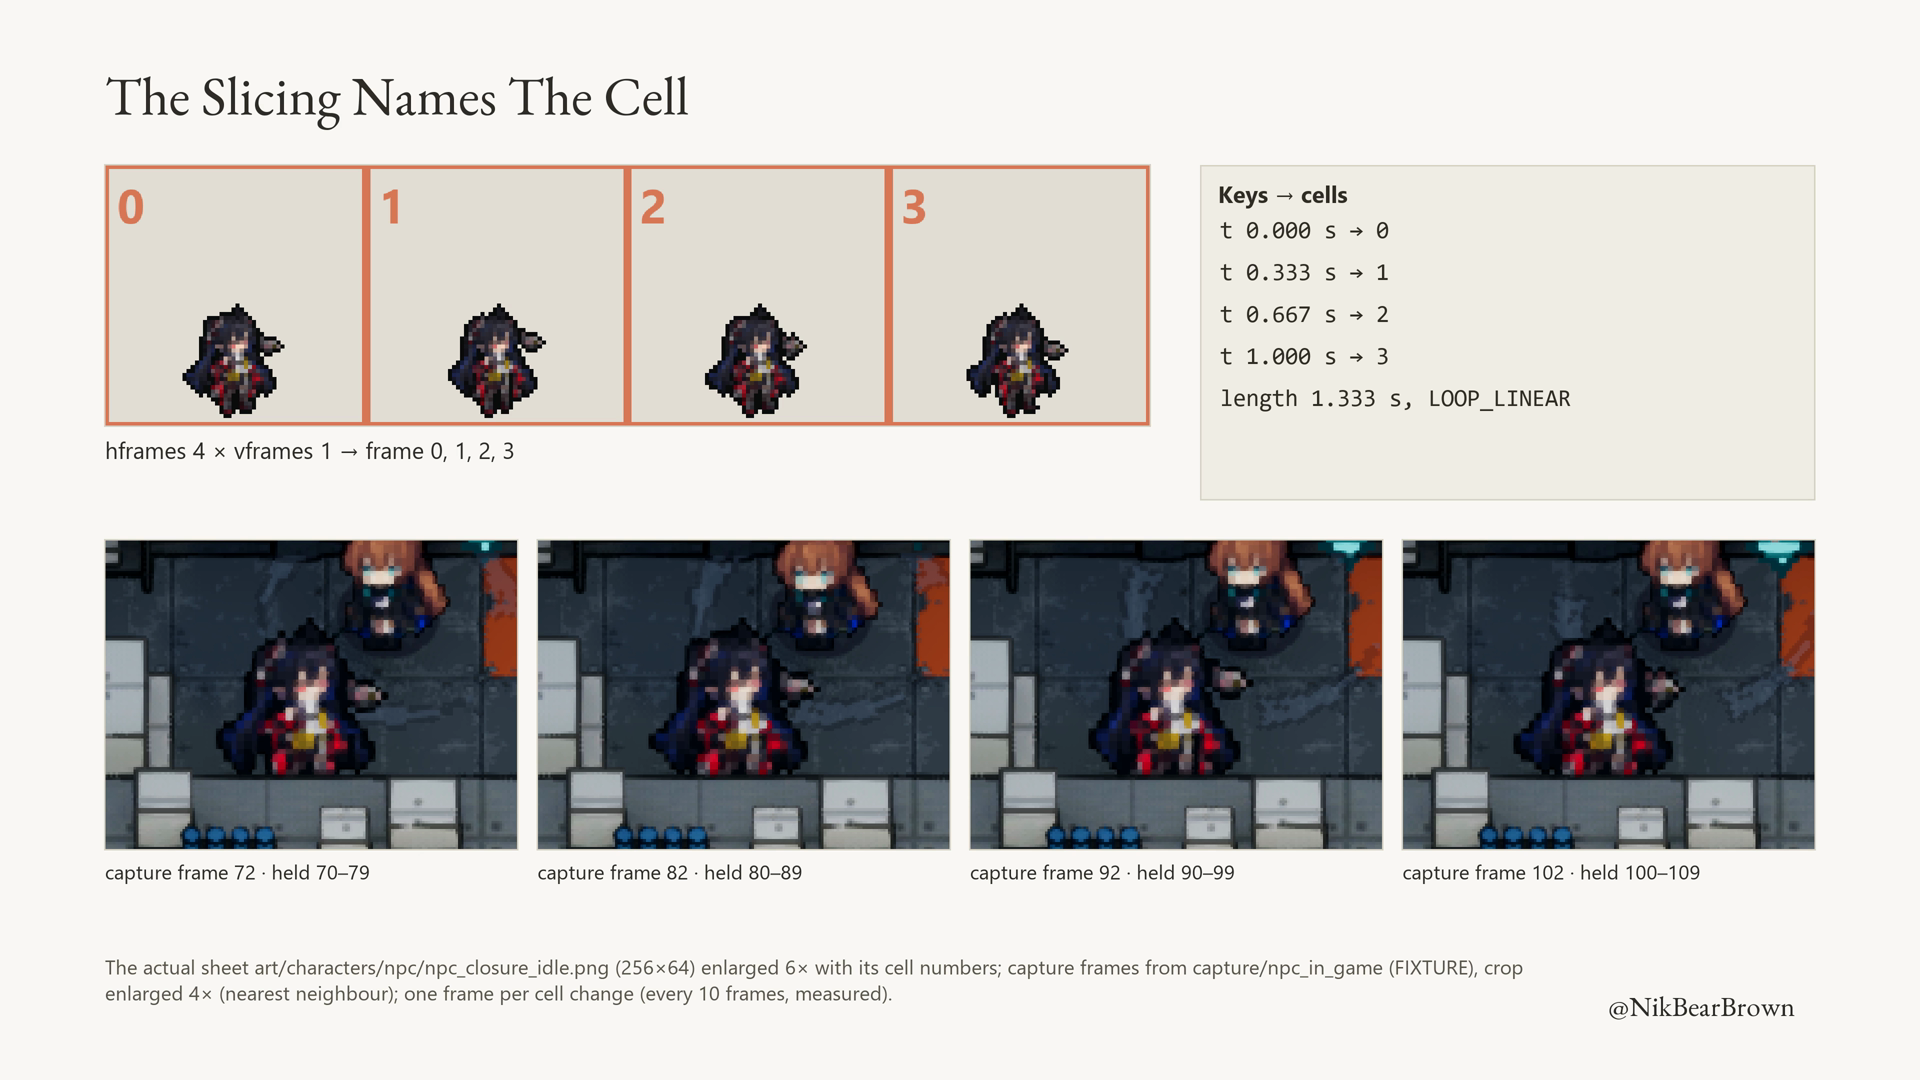 The Slicing Names The Cell
0
1
2
3
hframes 4 × vframes 1 → frame 0, 1, 2, 3
Keys → cells
t 0.000 s → 0
t 0.333 s → 1
t 0.667 s → 2
t 1.000 s → 3
length 1.333 s, LOOP_LINEAR
capture frame 72 · held 70–79
capture frame 82 · held 80–89
capture frame 92 · held 90–99
capture frame 102 · held 100–109
The actual sheet art/characters/npc/npc_closure_idle.png (256×64) enlarged 6× with its cell numbers; capture frames from capture/npc_in_game (FIXTURE), crop
enlarged 4× (nearest neighbour); one frame per cell change (every 10 frames, measured).
@NikBearBrown